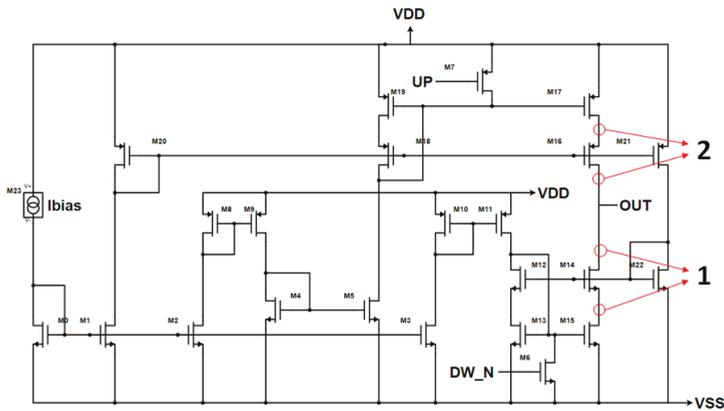 VDD
M7
UP
M19
M17
M20
M18
M16
M21
2
M23
V+
Ibias
V-
VDD
M8
M9
M10
M11
OUT
M12
M14
M22
1
M4
M5
M0
M1
M2
M3
M13
M15
M6
DW_N
VSS